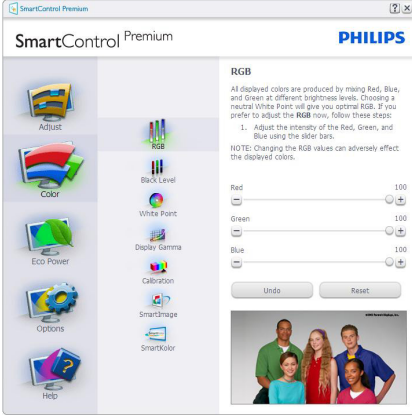 SmartControl Premium
SmartControl Premium
PHILIPS
Adjust
Color
Eco Power
Options
Help
RGB
Black Level
White Point
Display Gamma
Calibration
SmartImage
SmartKolor
RGB
All displayed colors are produced by mixing Red, Blue,
and Green at different brightness levels. Choosing a
neutral White Point will give you optimal RGB. If you
prefer to adjust the RGB now, follow these steps:
1. Adjust the intensity of the Red, Green, and
Blue using the slider bars.
NOTE: Changing the RGB values can adversely effect
the displayed colors.
Red 100
Green 100
Blue 100
Undo Reset